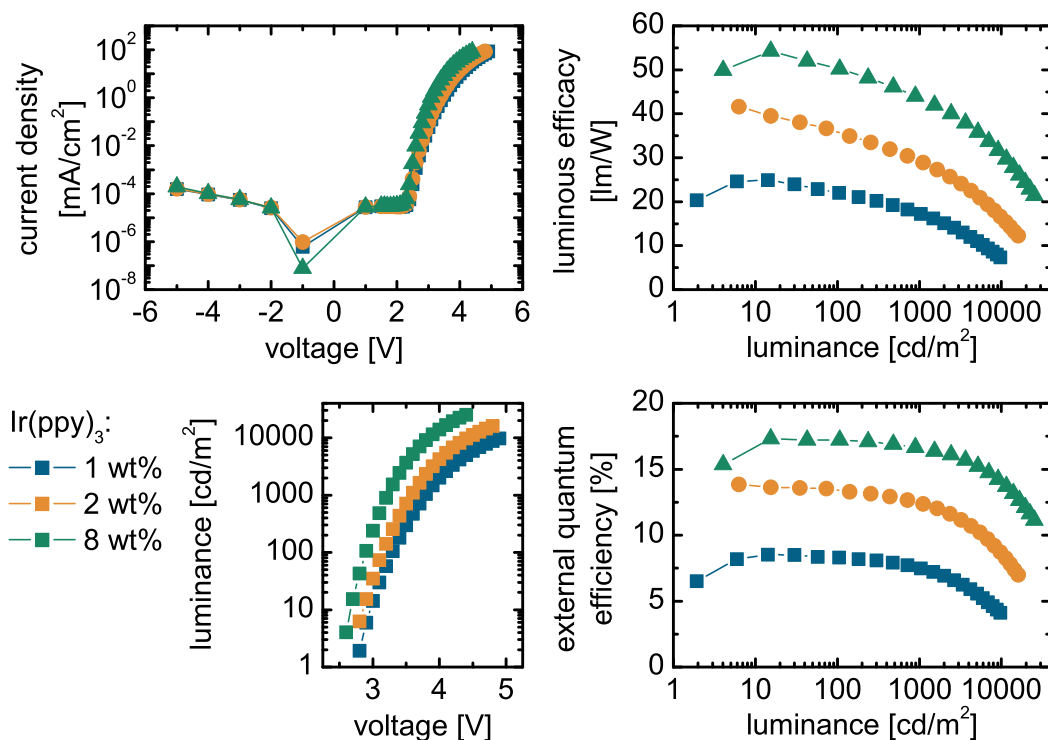 current density
[mA/cm²]
10²
10⁰
10⁻²
10⁻⁴
10⁻⁶
10⁻⁸
-6 -4 -2 0 2 4 6
voltage [V]
luminous efficacy
[lm/W]
60
50
40
30
20
10
0
1 10 100 1000 10000
luminance [cd/m²]
Ir(ppy)₃:
1 wt%
2 wt%
8 wt%
luminance [cd/m²]
10000
1000
100
10
1
3 4 5
voltage [V]
external quantum
efficiency [%]
20
15
10
5
0
1 10 100 1000 10000
luminance [cd/m²]